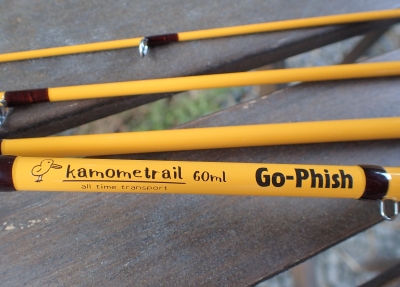 kamometrail 60ml
all time transport
Go-Phish